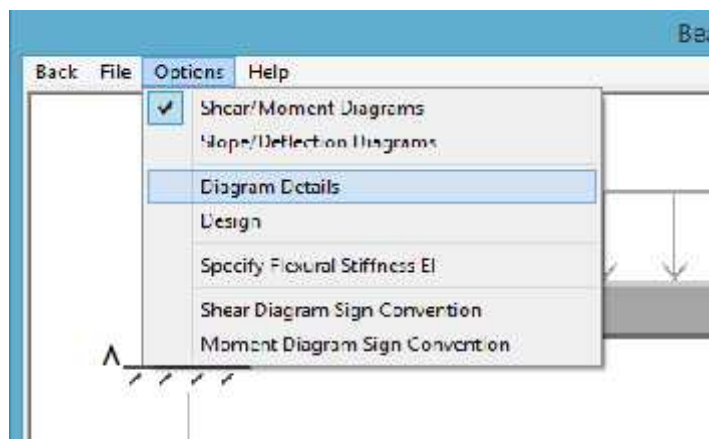 Bea
Back File Options Help
Shear/Moment Diagrams
Slope/Deflection Diagrams
Diagram Details
Design
Specify Flexural Stiffness EI
Shear Diagram Sign Convention
Moment Diagram Sign Convention
A